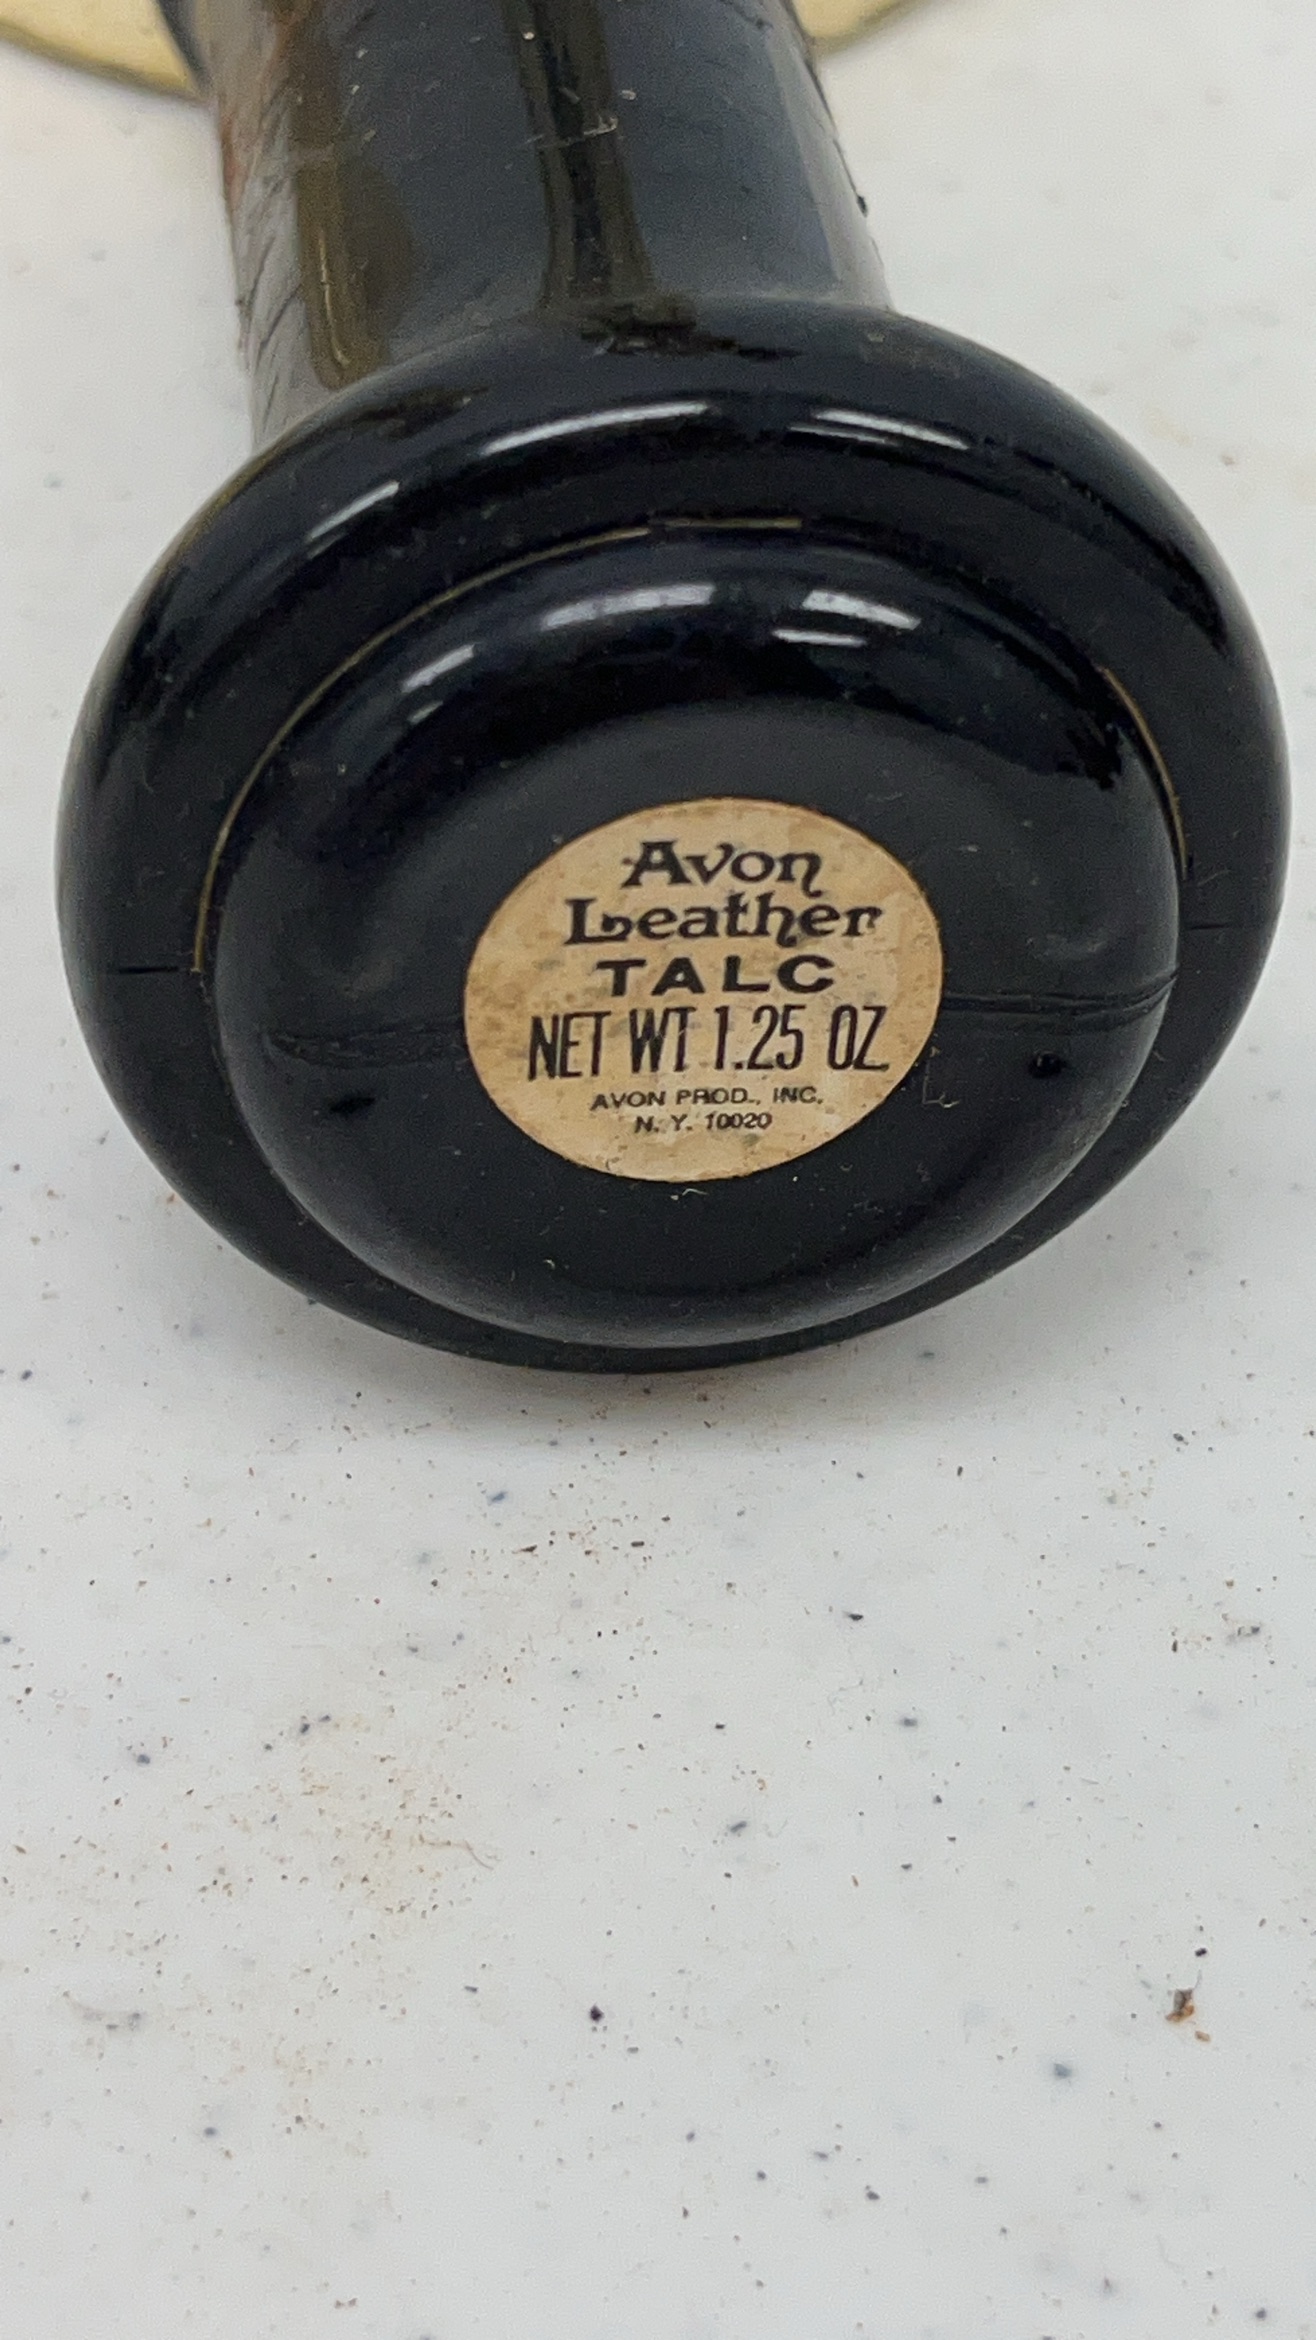 Avon
Leather
TALC
NET WT 1.25 OZ.
AVON PROD., INC.
N. Y. 10020